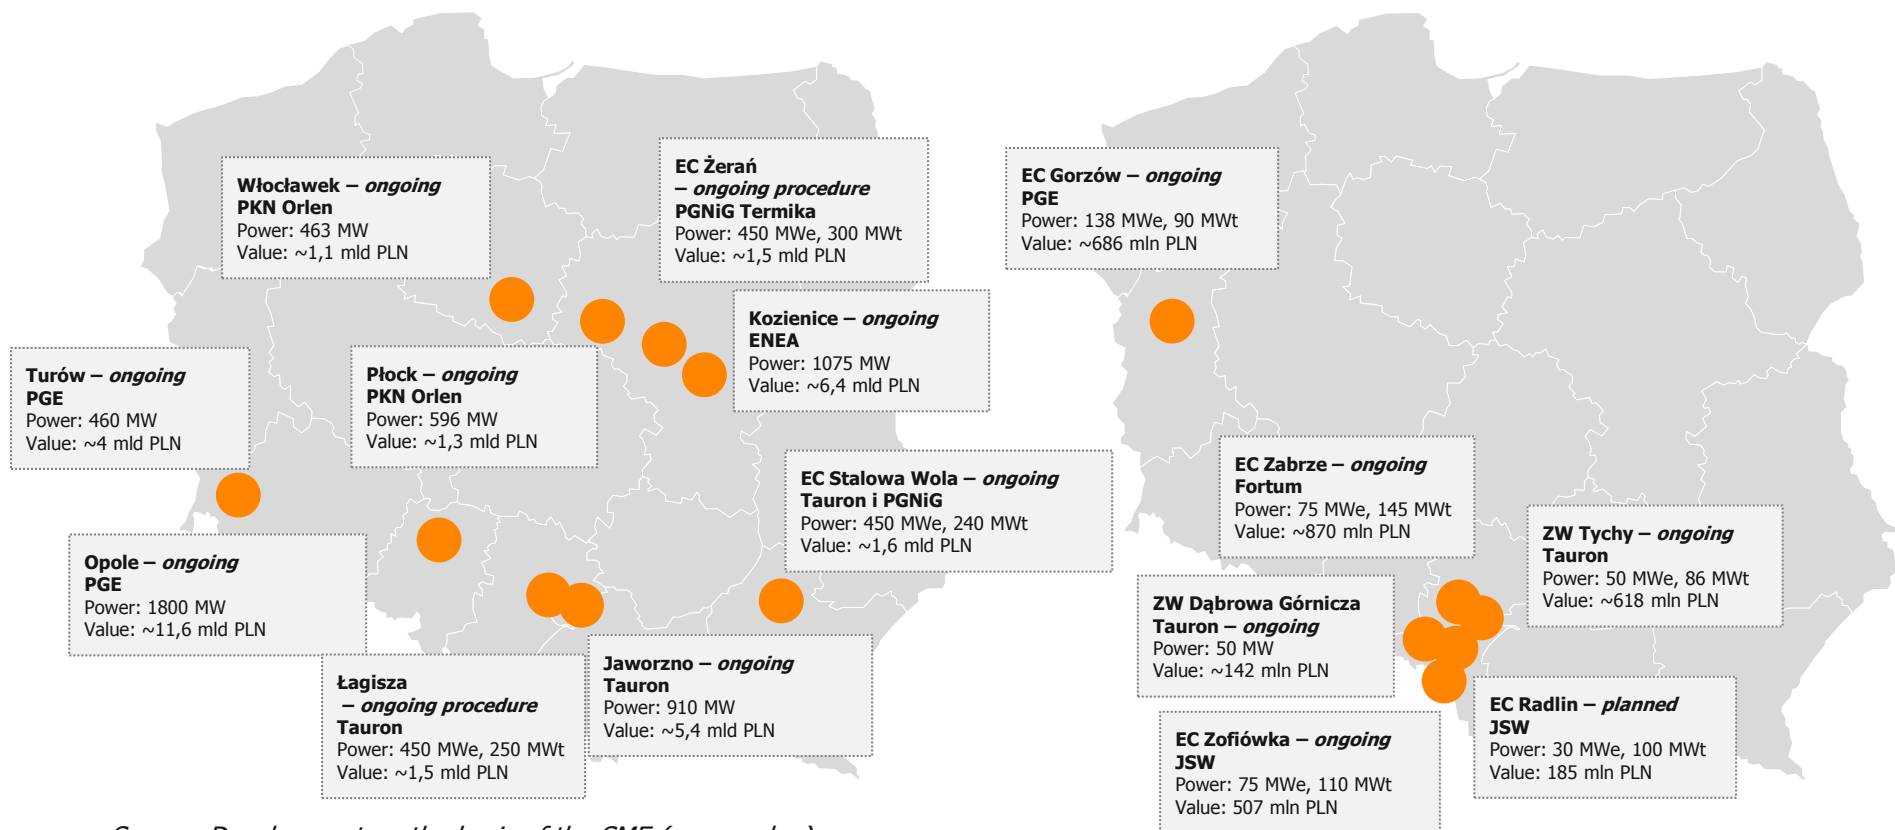 Włocławek – ongoing
PKN Orlen
Power: 463 MW
Value: ~1,1 mld PLN
EC Żerań
– ongoing procedure
PGNiG Termika
Power: 450 MWe, 300 MWt
Value: ~1,5 mld PLN
Kozienice – ongoing
ENEA
Power: 1075 MW
Value: ~6,4 mld PLN
Turów – ongoing
PGE
Power: 460 MW
Value: ~4 mld PLN
Płock – ongoing
PKN Orlen
Power: 596 MW
Value: ~1,3 mld PLN
EC Stalowa Wola – ongoing
Tauron i PGNiG
Power: 450 MWe, 240 MWt
Value: ~1,6 mld PLN
Opole – ongoing
PGE
Power: 1800 MW
Value: ~11,6 mld PLN
Łagisza
– ongoing procedure
Tauron
Power: 450 MWe, 250 MWt
Value: ~1,5 mld PLN
Jaworzno – ongoing
Tauron
Power: 910 MW
Value: ~5,4 mld PLN
EC Gorzów – ongoing
PGE
Power: 138 MWe, 90 MWt
Value: ~686 mln PLN
EC Zabrze – ongoing
Fortum
Power: 75 MWe, 145 MWt
Value: ~870 mln PLN
ZW Tychy – ongoing
Tauron
Power: 50 MWe, 86 MWt
Value: ~618 mln PLN
ZW Dąbrowa Górnicza
Tauron – ongoing
Power: 50 MW
Value: ~142 mln PLN
EC Radlin – planned
JSW
Power: 30 MWe, 100 MWt
Value: 185 mln PLN
EC Zofiówka – ongoing
JSW
Power: 75 MWe, 110 MWt
Value: 507 mln PLN